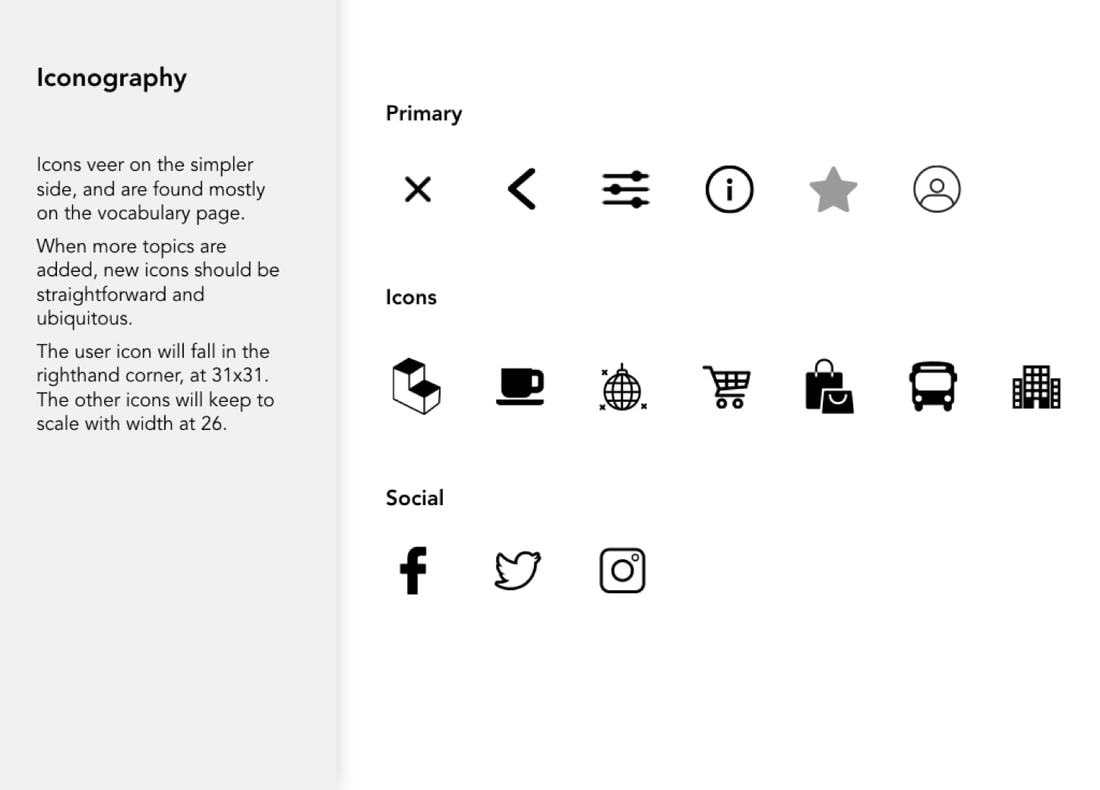 Iconography
Icons veer on the simpler
side, and are found mostly
on the vocabulary page.
When more topics are
added, new icons should be
straightforward and
ubiquitous.
The user icon will fall in the
righthand corner, at 31x31.
The other icons will keep to
scale with width at 26.
Primary
Icons
Social